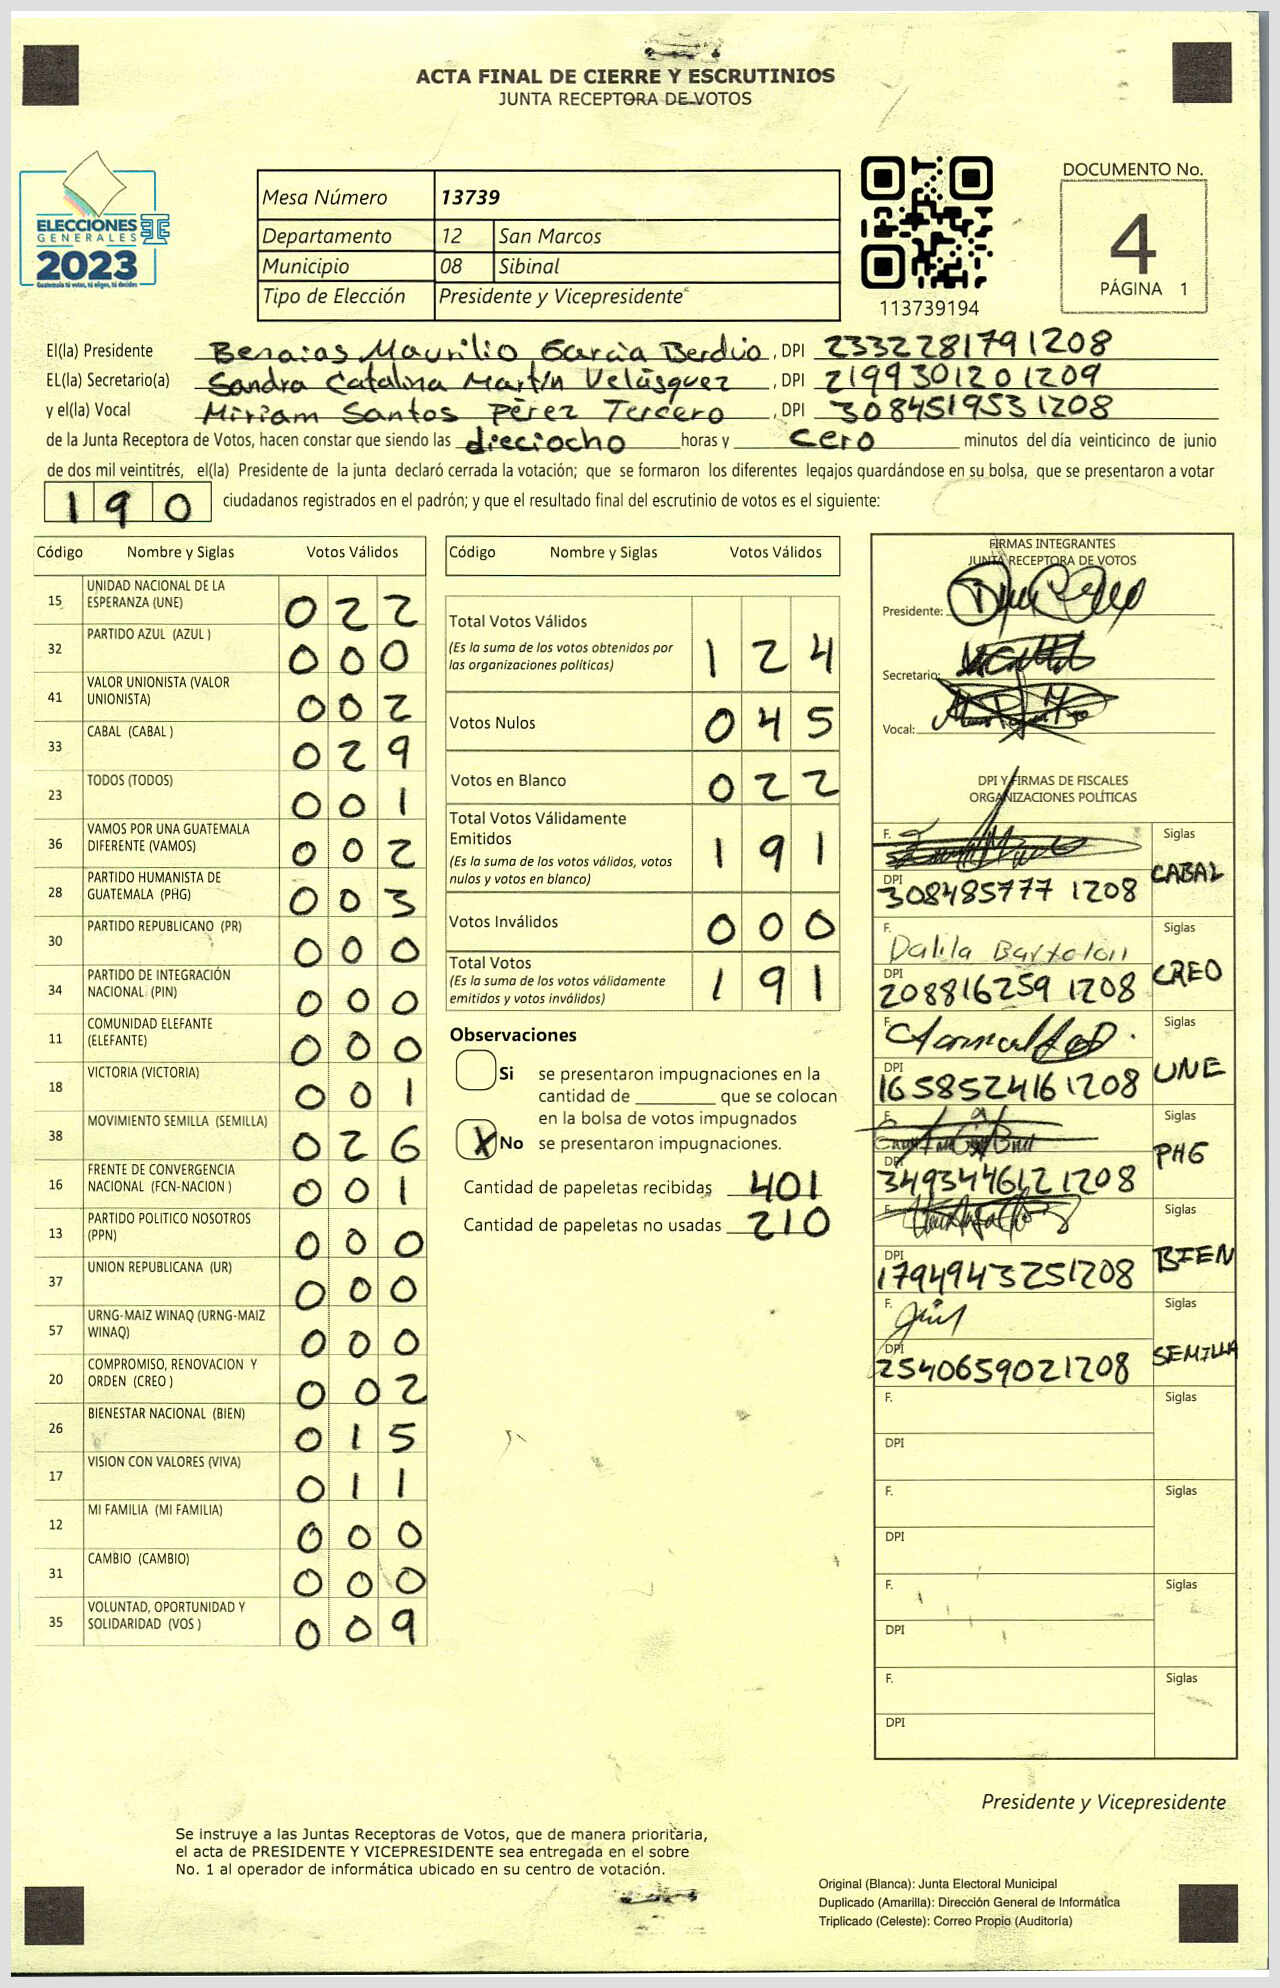 ACTA FINAL DE CIERRE Y ESCRUTINIOS
JUNTA RECEPTORA DE VOTOS
ELECCIONES
GENERALES
2023
Guatemala tú votas, tú eliges, tú decides
Mesa Número 13739
Departamento 12 San Marcos
Municipio 08 Sibinal
Tipo de Elección Presidente y Vicepresidente
113739194
DOCUMENTO No.
4
PÁGINA 1
El(la) Presidente Benaias Maurilio Garcia Berduo, DPI 2332281791208
EL(la) Secretario(a) Sandra Catalina Martín Velásquez, DPI 2199301201209
y el(la) Vocal Miriam Santos Pérez Tercero, DPI 3084519531208
de la Junta Receptora de Votos, hacen constar que siendo las dieciocho horas y cero minutos del día veinticinco de junio
de dos mil veintitrés, el(la) Presidente de la junta declaró cerrada la votación; que se formaron los diferentes legajos guardándose en su bolsa, que se presentaron a votar
190 ciudadanos registrados en el padrón; y que el resultado final del escrutinio de votos es el siguiente:
Código Nombre y Siglas Votos Válidos
15 UNIDAD NACIONAL DE LA ESPERANZA (UNE) 022
32 PARTIDO AZUL (AZUL ) 000
41 VALOR UNIONISTA (VALOR UNIONISTA) 002
33 CABAL (CABAL ) 029
23 TODOS (TODOS) 001
36 VAMOS POR UNA GUATEMALA DIFERENTE (VAMOS) 002
28 PARTIDO HUMANISTA DE GUATEMALA (PHG) 003
30 PARTIDO REPUBLICANO (PR) 000
34 PARTIDO DE INTEGRACIÓN NACIONAL (PIN) 000
11 COMUNIDAD ELEFANTE (ELEFANTE) 000
18 VICTORIA (VICTORIA) 001
38 MOVIMIENTO SEMILLA (SEMILLA) 026
16 FRENTE DE CONVERGENCIA NACIONAL (FCN-NACION ) 001
13 PARTIDO POLITICO NOSOTROS (PPN) 000
37 UNION REPUBLICANA (UR) 000
57 URNG-MAIZ WINAQ (URNG-MAIZ WINAQ) 000
20 COMPROMISO, RENOVACION Y ORDEN (CREO ) 002
26 BIENESTAR NACIONAL (BIEN) 015
17 VISION CON VALORES (VIVA) 011
12 MI FAMILIA (MI FAMILIA) 000
31 CAMBIO (CAMBIO) 000
35 VOLUNTAD, OPORTUNIDAD Y SOLIDARIDAD (VOS ) 009
Código Nombre y Siglas Votos Válidos
Total Votos Válidos 124
(Es la suma de los votos obtenidos por
las organizaciones políticas)
Votos Nulos 045
Votos en Blanco 022
Total Votos Válidamente
Emitidos 191
(Es la suma de los votos válidos, votos
nulos y votos en blanco)
Votos Inválidos 000
Total Votos 191
(Es la suma de los votos válidamente
emitidos y votos inválidos)
Observaciones
Si se presentaron impugnaciones en la
cantidad de ________ que se colocan
en la bolsa de votos impugnados
X No se presentaron impugnaciones.
Cantidad de papeletas recibidas 401
Cantidad de papeletas no usadas 210
FIRMAS INTEGRANTES
JUNTA RECEPTORA DE VOTOS
Presidente:
Secretario:
Vocal:
DPI Y FIRMAS DE FISCALES
ORGANIZACIONES POLÍTICAS
F. Siglas CABAL
DPI 308485777 1208
F. Dalila Bartolon Siglas CREO
DPI 208816259 1208
F. Siglas UNE
DPI 1658524161208
F. Siglas PHG
DPI 3493446121208
F. Siglas BIEN
DPI 1794943251208
F. Siglas SEMILLA
DPI 2540659021208
F. Siglas
DPI
F. Siglas
DPI
F. Siglas
DPI
F. Siglas
DPI
Presidente y Vicepresidente
Se instruye a las Juntas Receptoras de Votos, que de manera prioritaria,
el acta de PRESIDENTE Y VICEPRESIDENTE sea entregada en el sobre
No. 1 al operador de informática ubicado en su centro de votación.
Original (Blanca): Junta Electoral Municipal
Duplicado (Amarilla): Dirección General de Informática
Triplicado (Celeste): Correo Propio (Auditoría)